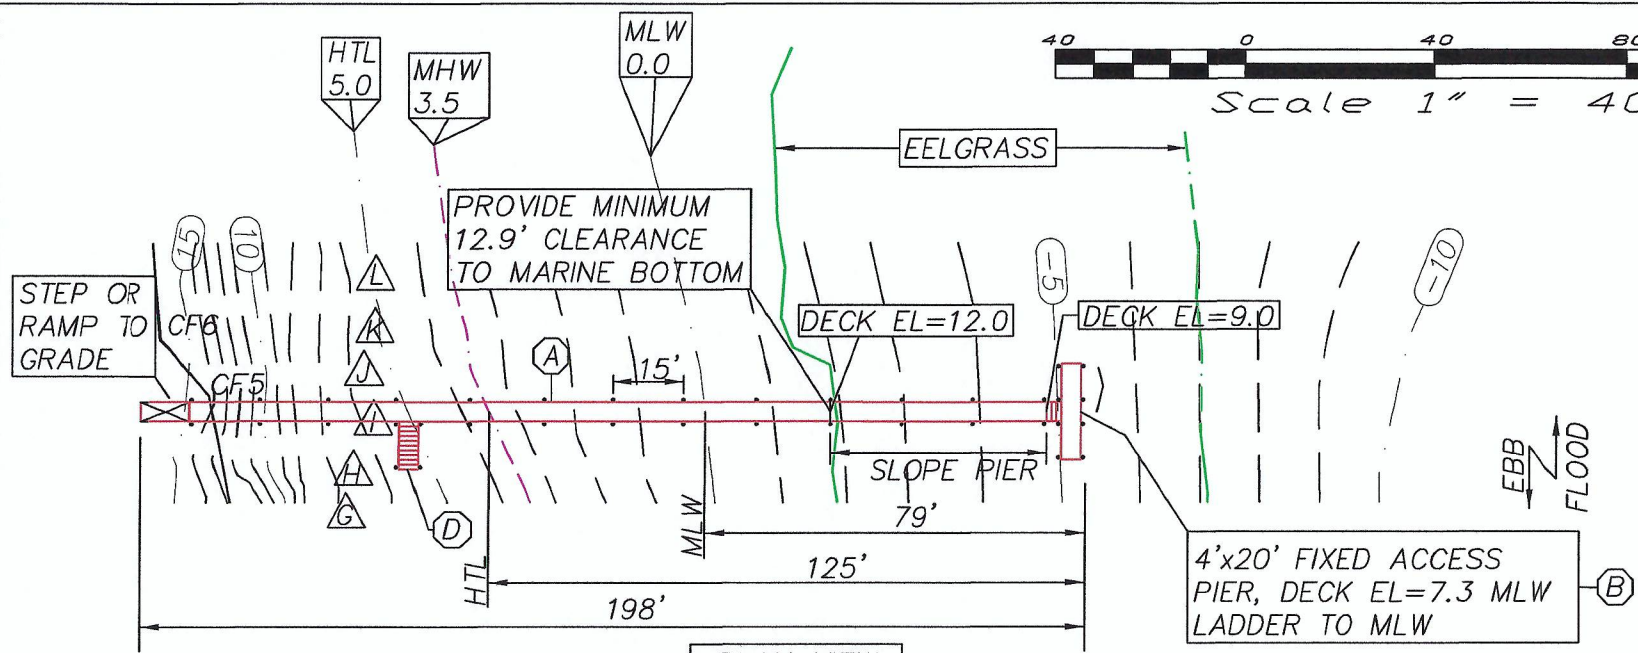 HTL
5.0
MHW
3.5
MLW
0.0
40 0 40 80
Scale 1" = 40
EELGRASS
PROVIDE MINIMUM
12.9' CLEARANCE
TO MARINE BOTTOM
15
10
-5
-10
STEP OR
RAMP TO
GRADE
CF6
CF5
L
K
J
I
H
G
A
15'
DECK EL=12.0
DECK EL=9.0
SLOPE PIER
D
MLW
79'
HTL
125'
198'
4'x20' FIXED ACCESS
PIER, DECK EL=7.3 MLW
LADDER TO MLW
B
EBB
FLOOD